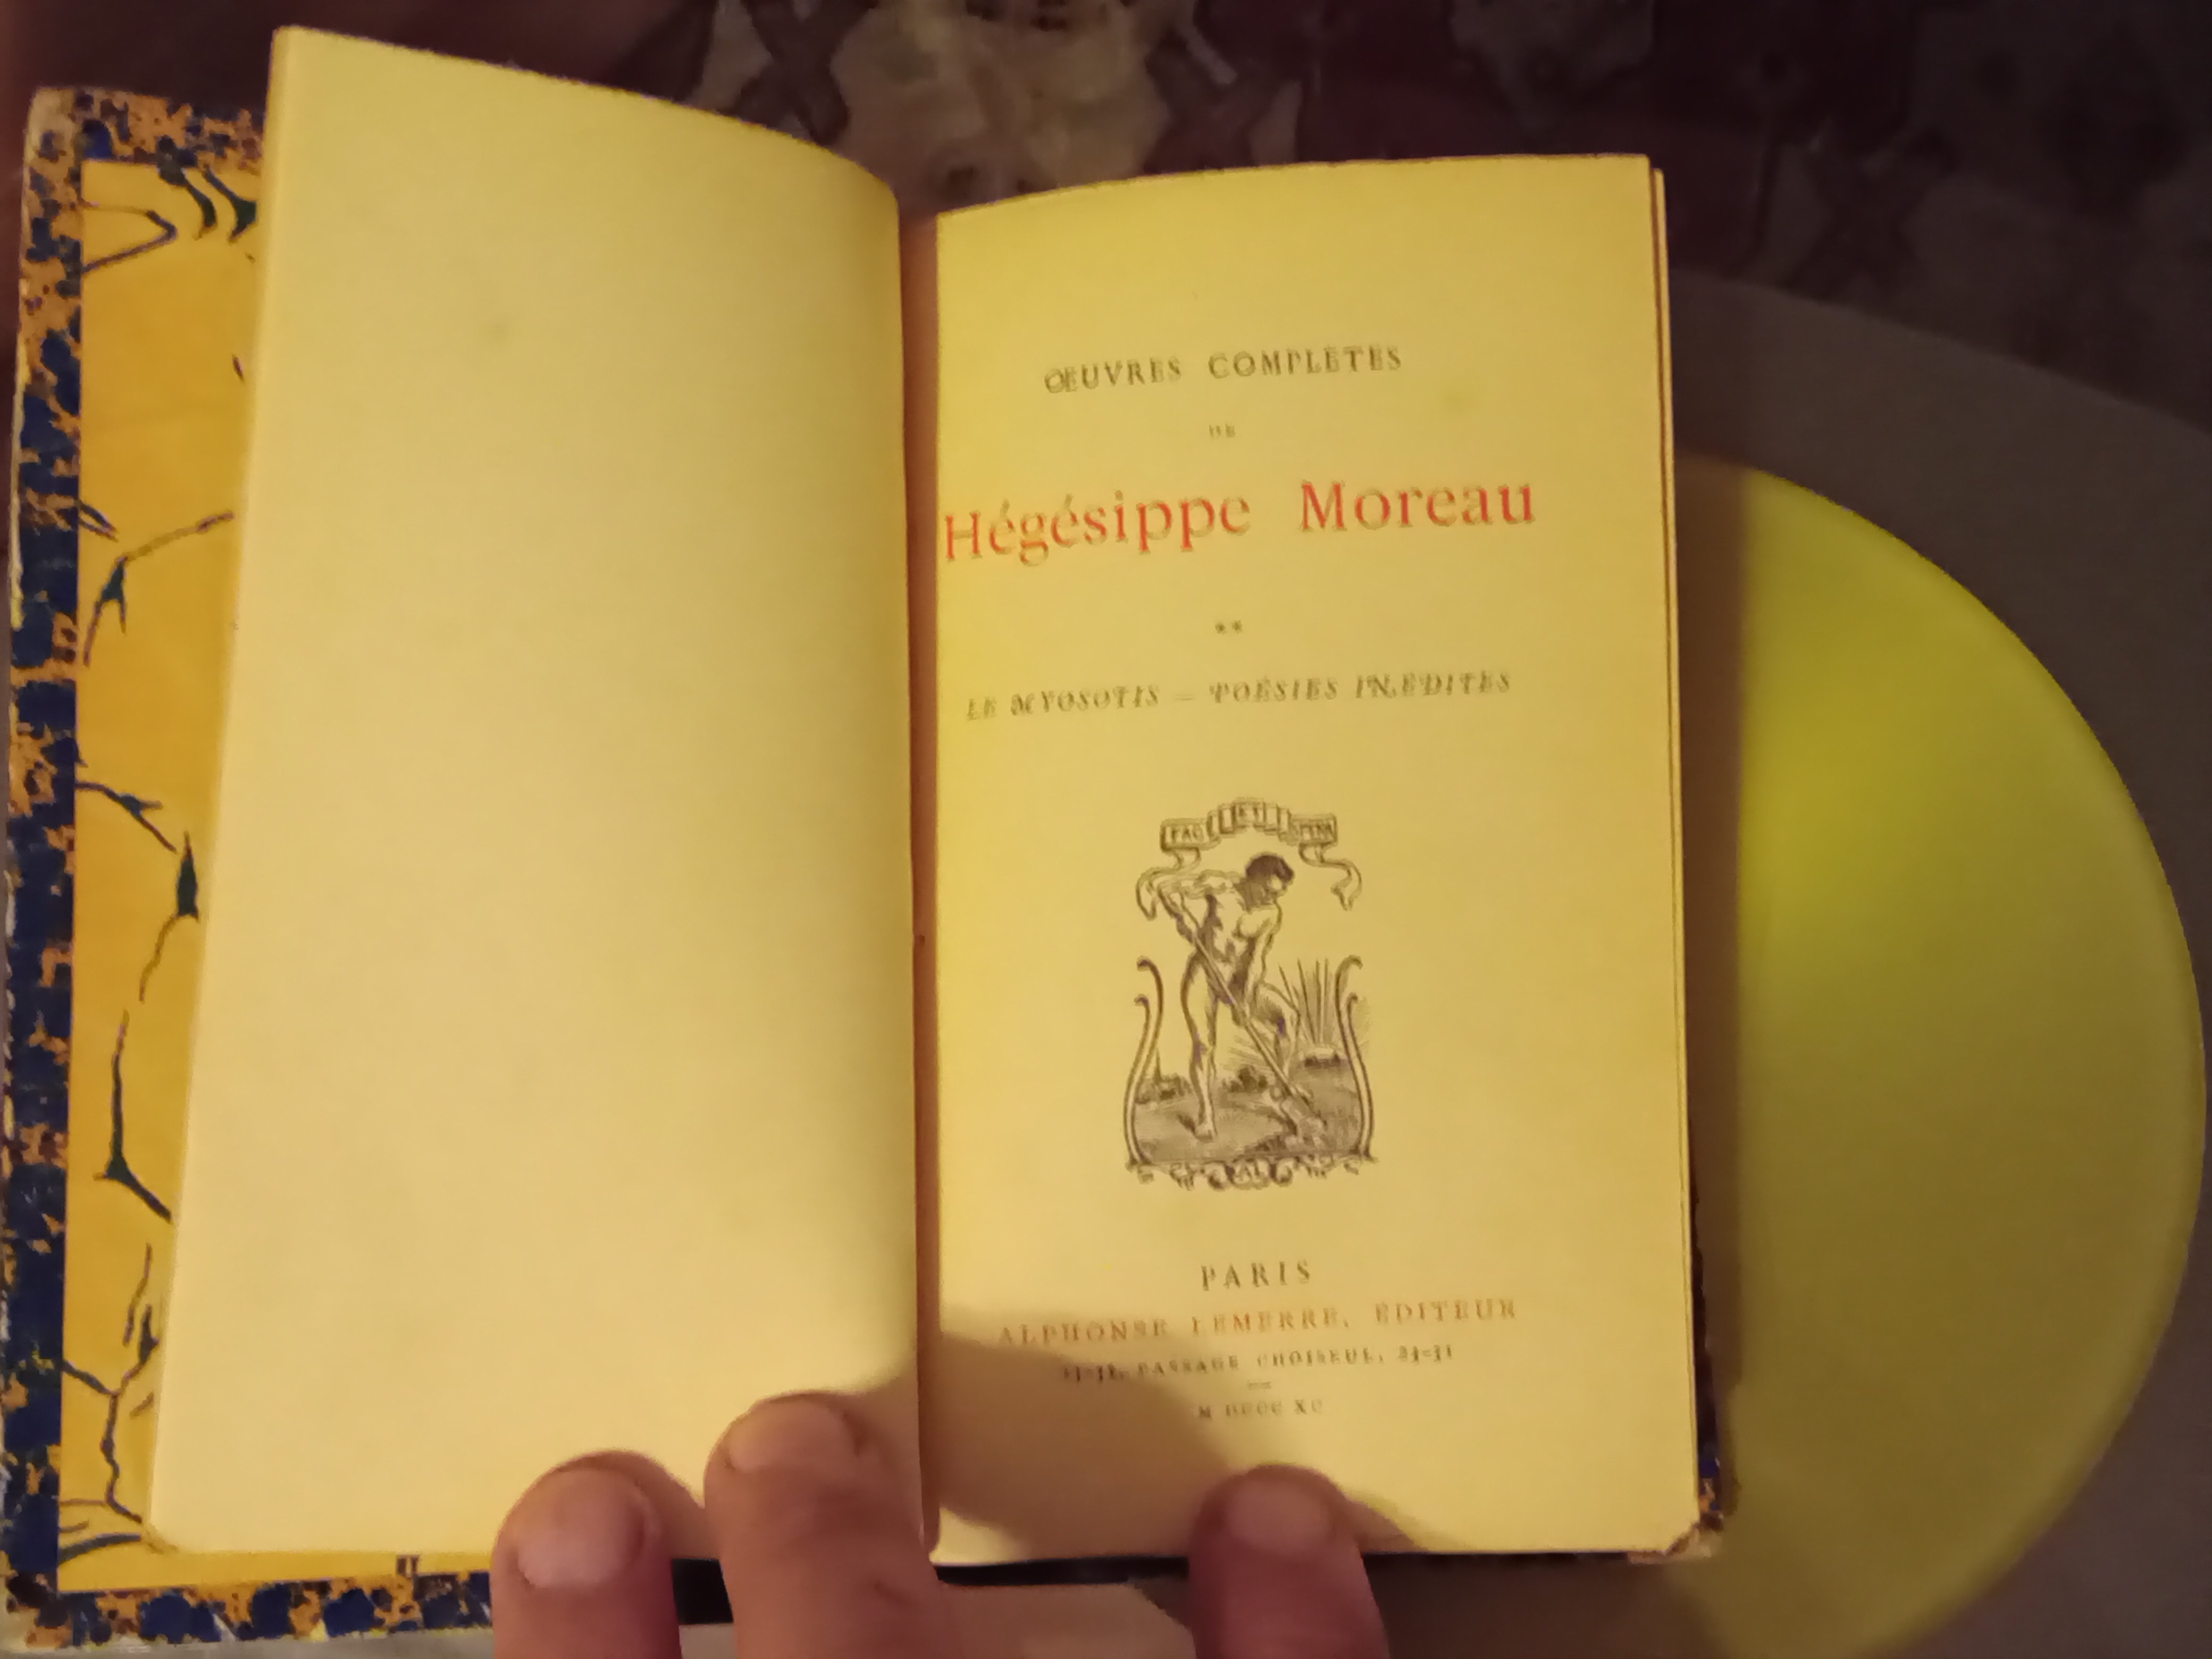 ŒUVRES COMPLÈTES
DE
Hégésippe Moreau
**
LE MYOSOTIS — POÉSIES INÉDITES
FAC ET SPERA
AL
PARIS
ALPHONSE LEMERRE, ÉDITEUR
PASSAGE CHOISEUL,
M DCCC XC